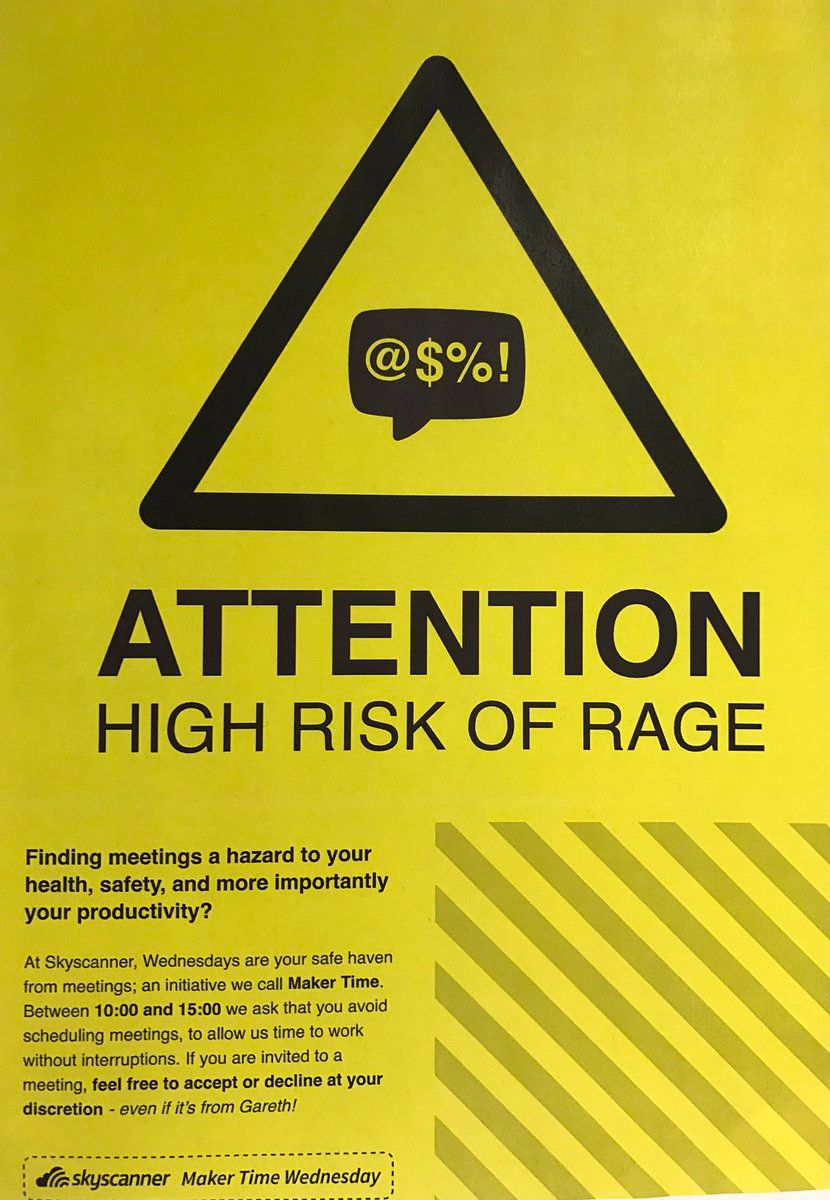 @$%!
ATTENTION
HIGH RISK OF RAGE
Finding meetings a hazard to your
health, safety, and more importantly
your productivity?
At Skyscanner, Wednesdays are your safe haven
from meetings; an initiative we call Maker Time.
Between 10:00 and 15:00 we ask that you avoid
scheduling meetings, to allow us time to work
without interruptions. If you are invited to a
meeting, feel free to accept or decline at your
discretion - even if it's from Gareth!
skyscanner Maker Time Wednesday